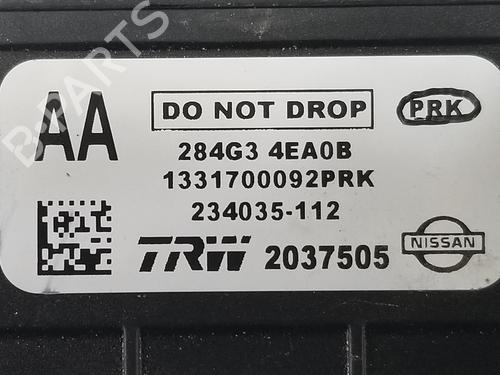 AA
DO NOT DROP
PRK
284G3 4EA0B
1331700092PRK
234035-112
TRW 2037505
NISSAN
B-PARTS